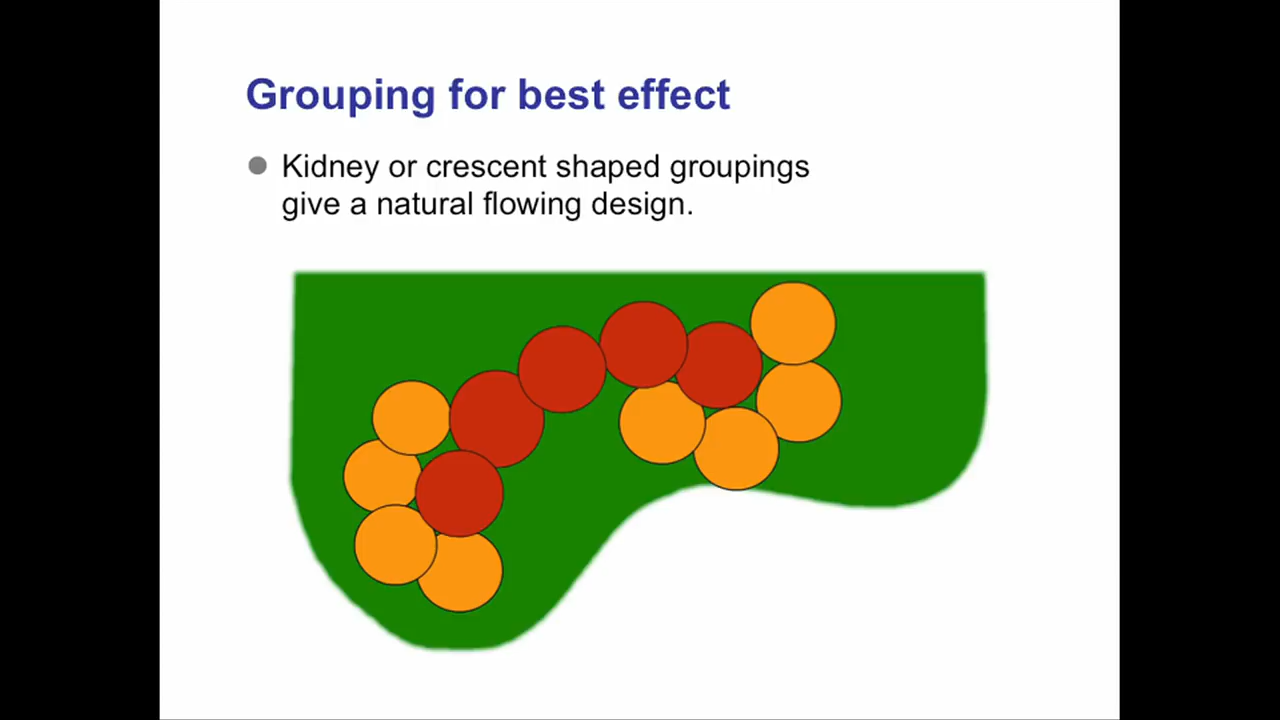 Grouping for best effect
Kidney or crescent shaped groupings
give a natural flowing design.